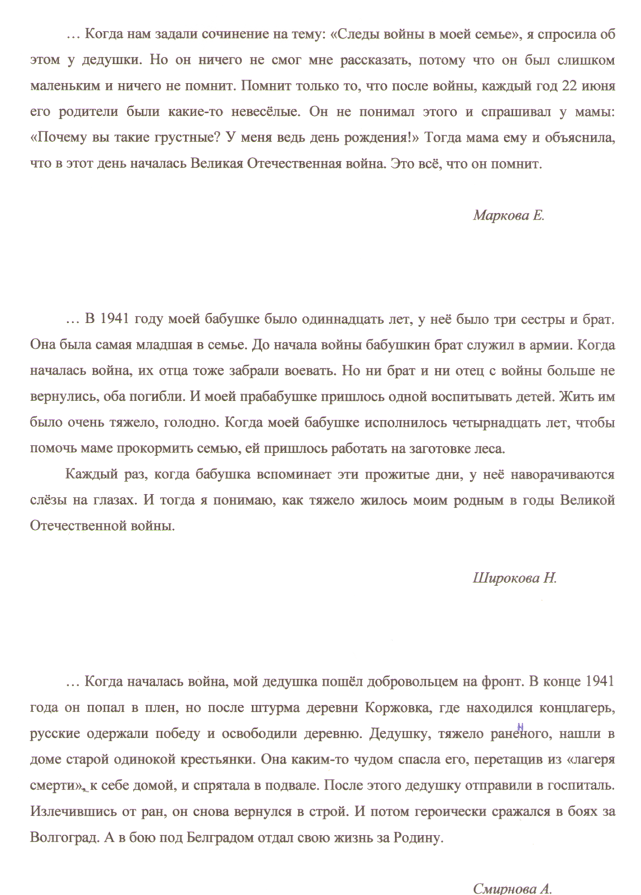 … Когда нам задали сочинение на тему: «Следы войны в моей семье», я спросила об
этом у дедушки. Но он ничего не смог мне рассказать, потому что он был слишком
маленьким и ничего не помнит. Помнит только то, что после войны, каждый год 22 июня
его родители были какие-то невесёлые. Он не понимал этого и спрашивал у мамы:
«Почему вы такие грустные? У меня ведь день рождения!» Тогда мама ему и объяснила,
что в этот день началась Великая Отечественная война. Это всё, что он помнит.
Маркова Е.
… В 1941 году моей бабушке было одиннадцать лет, у неё было три сестры и брат.
Она была самая младшая в семье. До начала войны бабушкин брат служил в армии. Когда
началась война, их отца тоже забрали воевать. Но ни брат и ни отец с войны больше не
вернулись, оба погибли. И моей прабабушке пришлось одной воспитывать детей. Жить им
было очень тяжело, голодно. Когда моей бабушке исполнилось четырнадцать лет, чтобы
помочь маме прокормить семью, ей пришлось работать на заготовке леса.
Каждый раз, когда бабушка вспоминает эти прожитые дни, у неё наворачиваются
слёзы на глазах. И тогда я понимаю, как тяжело жилось моим родным в годы Великой
Отечественной войны.
Широкова Н.
… Когда началась война, мой дедушка пошёл добровольцем на фронт. В конце 1941
года он попал в плен, но после штурма деревни Коржовка, где находился концлагерь,
русские одержали победу и освободили деревню. Дедушку, тяжело раненого, нашли в
доме старой одинокой крестьянки. Она каким-то чудом спасла его, перетащив из «лагеря
смерти», к себе домой, и спрятала в подвале. После этого дедушку отправили в госпиталь.
Излечившись от ран, он снова вернулся в строй. И потом героически сражался в боях за
Волгоград. А в бою под Белградом отдал свою жизнь за Родину.
Смирнова А.